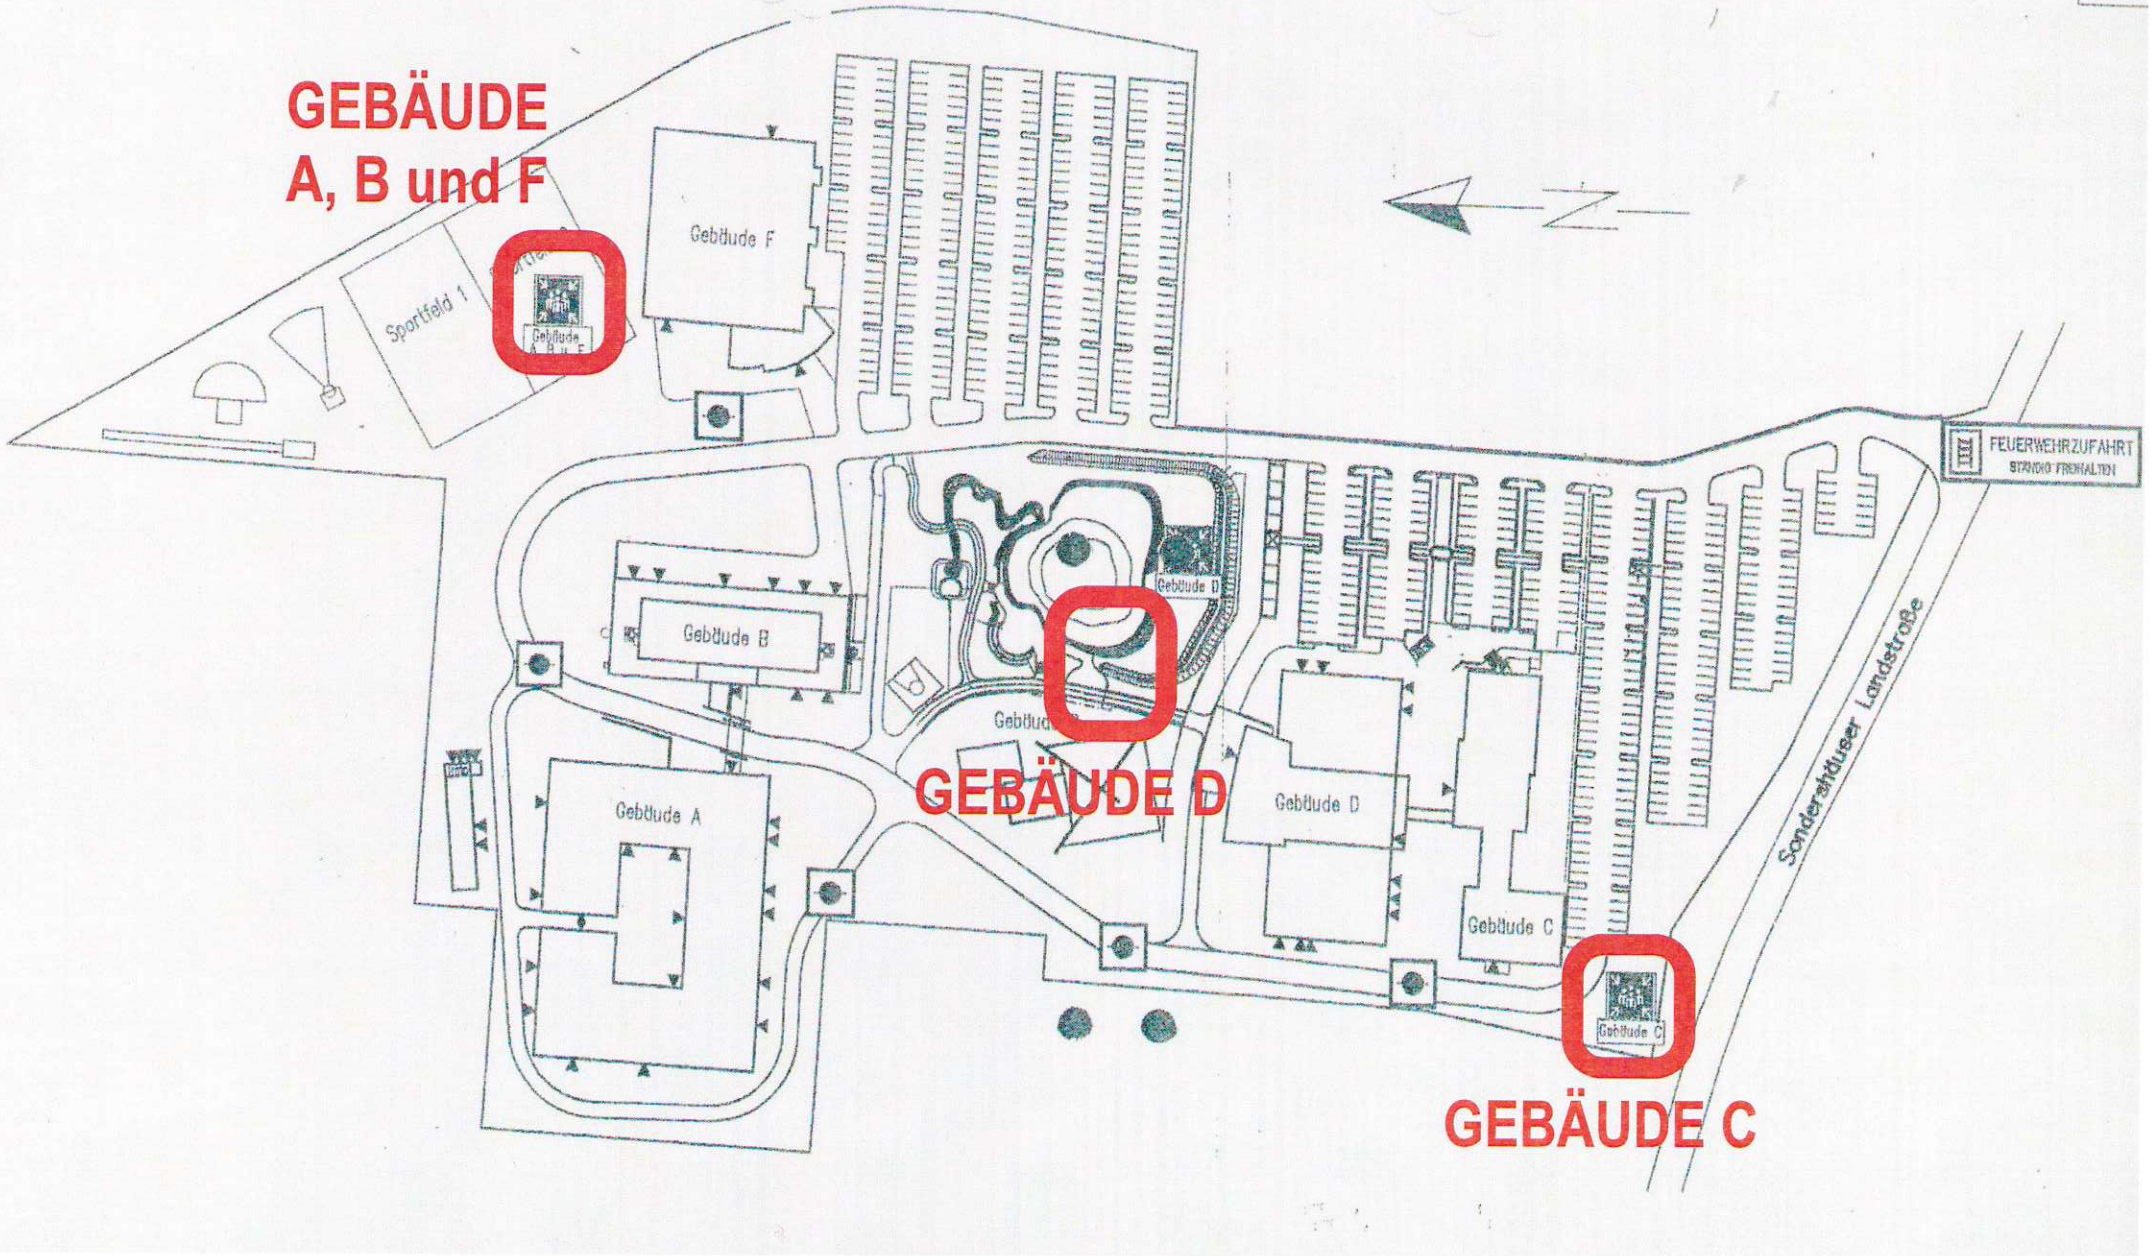 GEBÄUDE
A, B und F
Gebäude F
Sportfeld 1
Gebäude
A, B u. F
FEUERWEHRZUFAHRT
STÄNDIG FREIHALTEN
Gebäude D
Gebäude B
Sondershäuser Landstraße
GEBÄUDE D
Gebäude D
Gebäude A
Gebäude C
Gebäude C
GEBÄUDE C